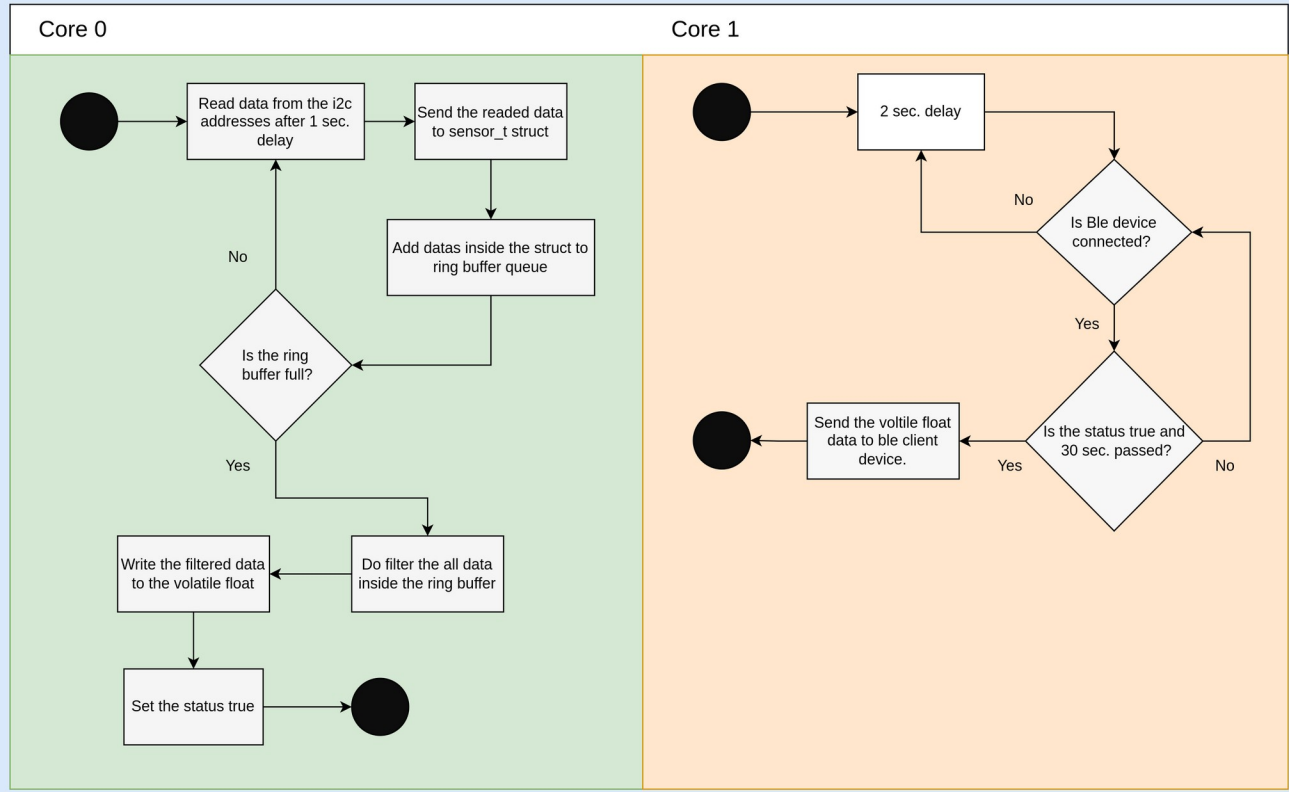 Core 0
Core 1
Read data from the i2c
addresses after 1 sec.
delay
Send the readed data
to sensor_t struct
Add datas inside the struct to
ring buffer queue
No
Is the ring
buffer full?
Yes
Do filter the all data
inside the ring buffer
Write the filtered data
to the volatile float
Set the status true
2 sec. delay
No
Is Ble device
connected?
Yes
Is the status true and
30 sec. passed?
No
Yes
Send the voltile float
data to ble client
device.